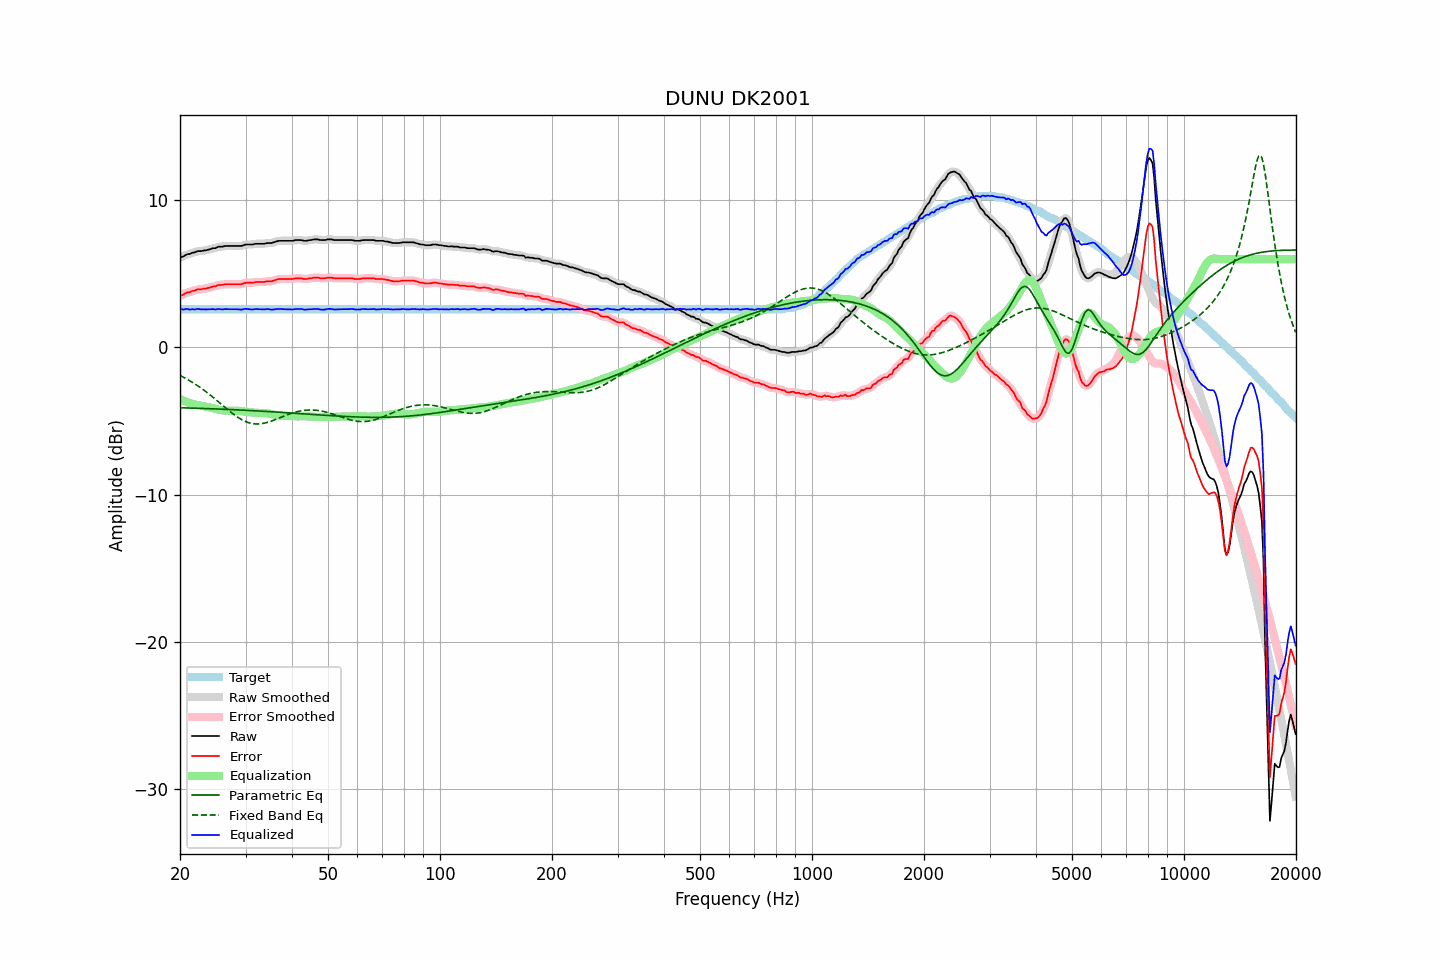 DUNU DK2001
Amplitude (dBr)
10
0
−10
−20
−30
Target
Raw Smoothed
Error Smoothed
Raw
Error
Equalization
Parametric Eq
Fixed Band Eq
Equalized
20 50 100 200 500 1000 2000 5000 10000 20000
Frequency (Hz)